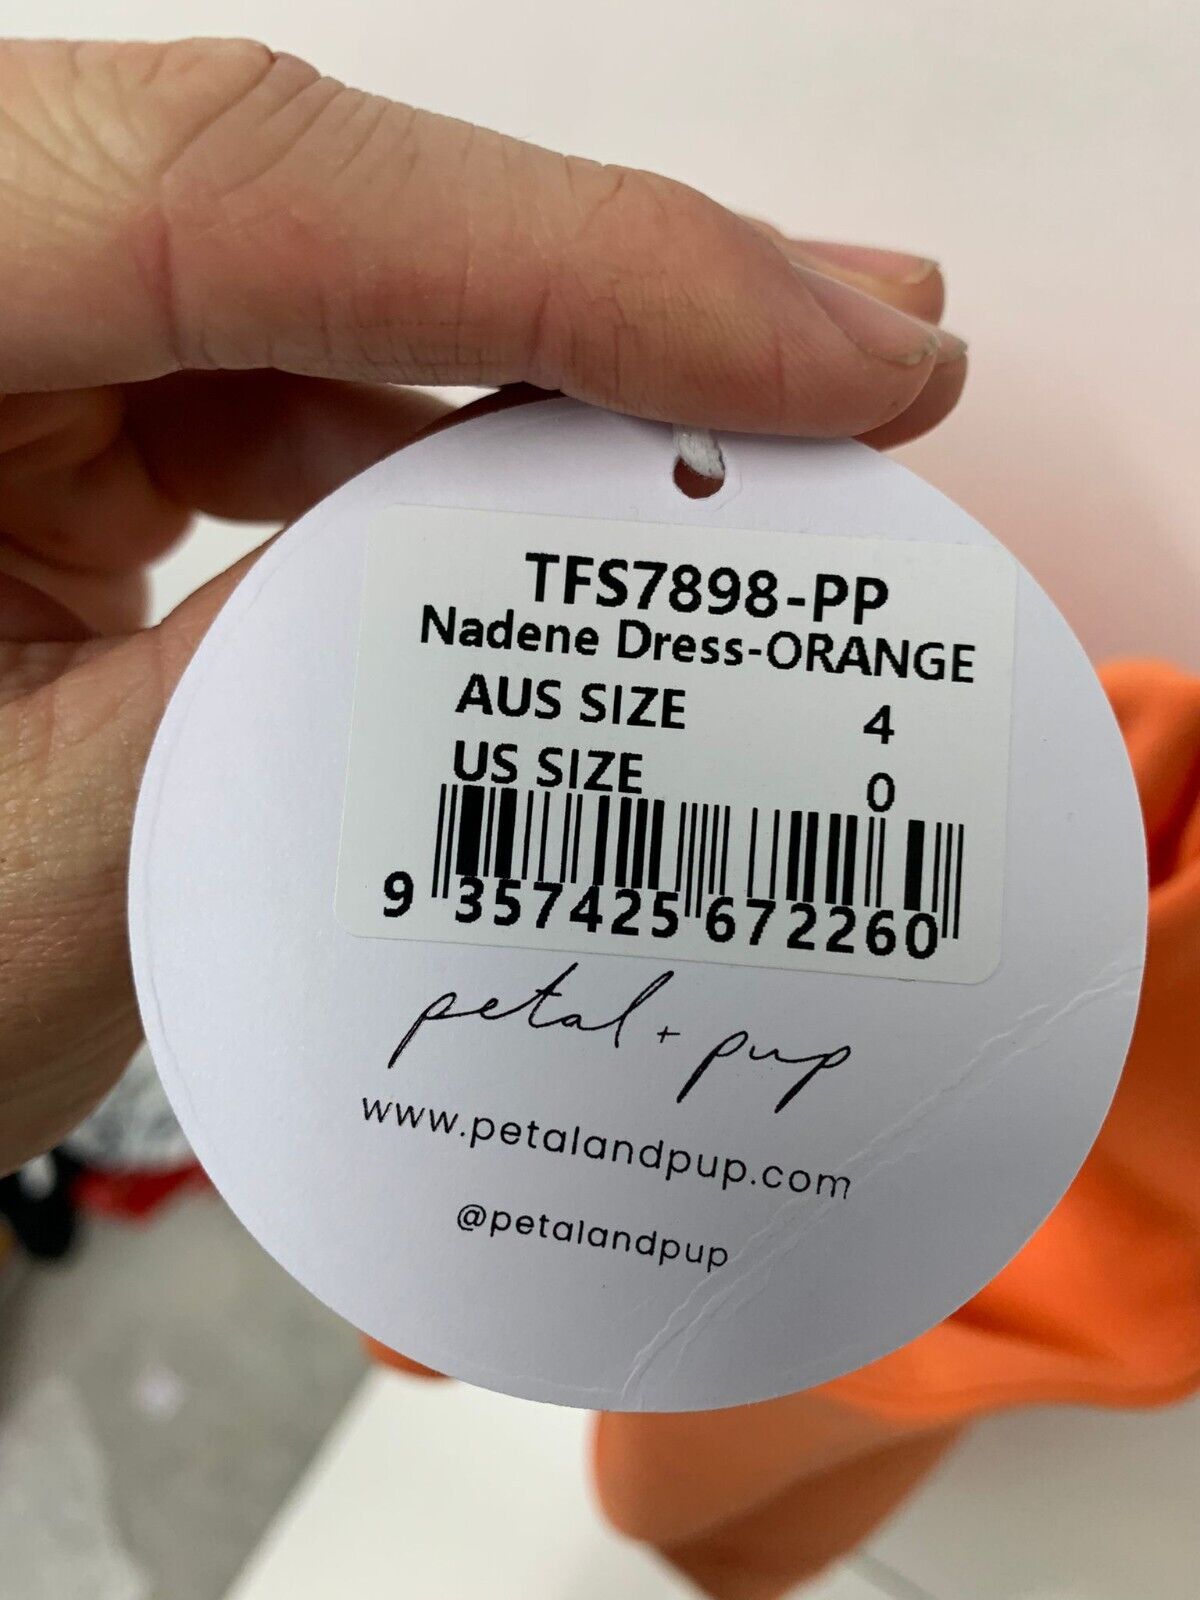 TFS7898-PP
Nadene Dress-ORANGE
AUS SIZE 4
US SIZE 0
9 357425 672260
petal + pup
www.petalandpup.com
@petalandpup